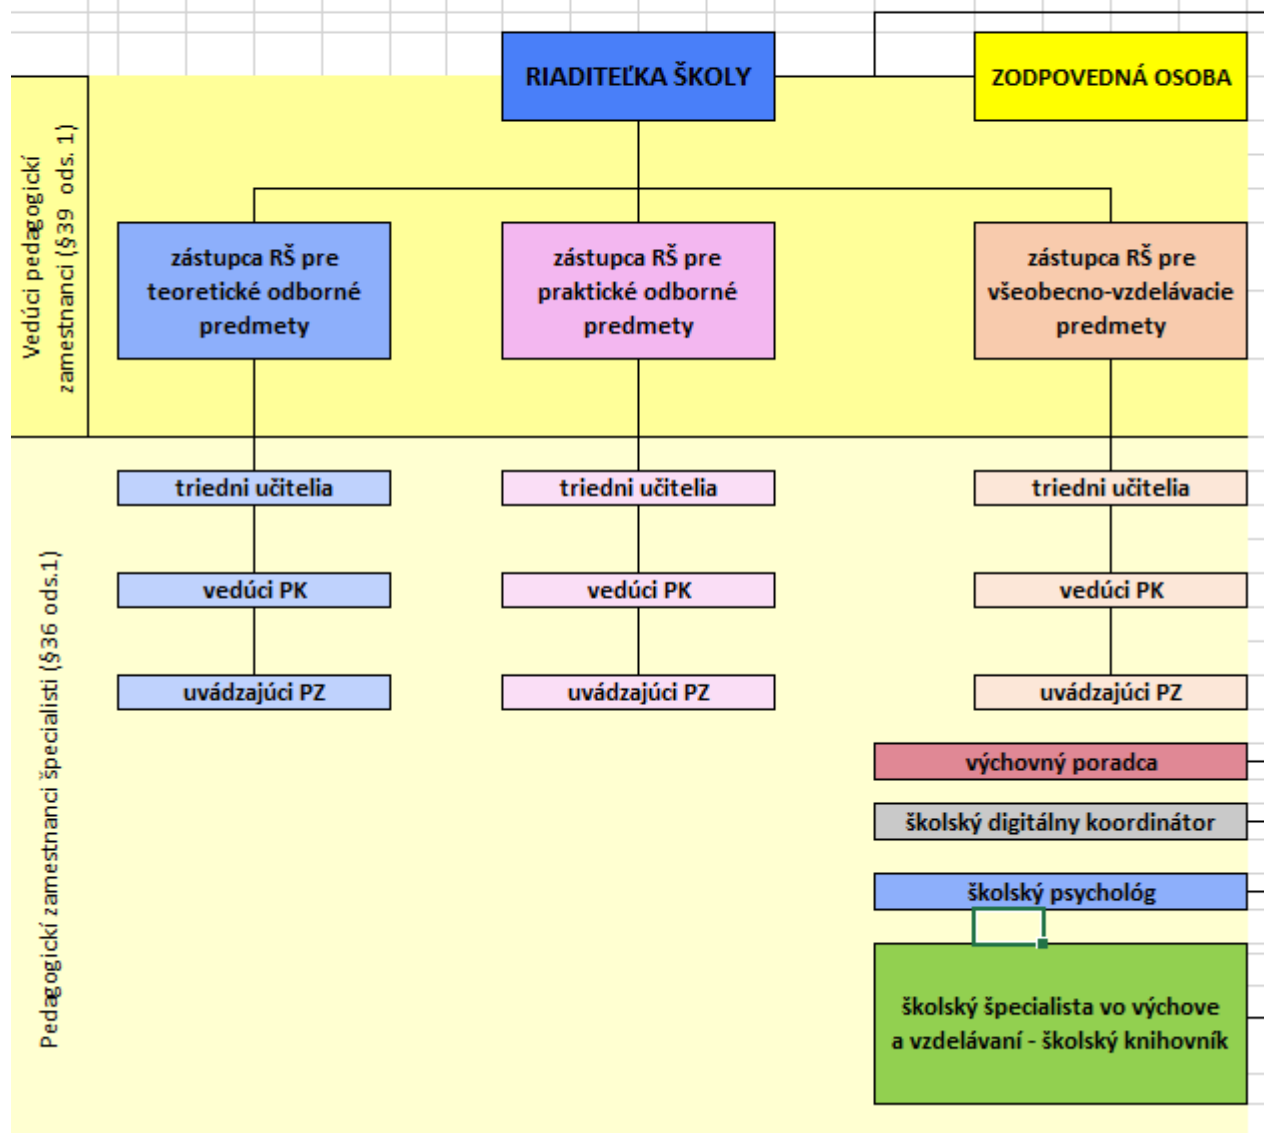 RIADITEĽKA ŠKOLY
ZODPOVEDNÁ OSOBA
Vedúci pedagogickí
zamestnanci (§39 ods. 1)
zástupca RŠ pre
teoretické odborné
predmety
zástupca RŠ pre
praktické odborné
predmety
zástupca RŠ pre
všeobecno-vzdelávacie
predmety
Pedagogickí zamestnanci špecialisti (§36 ods.1)
triedni učitelia
triedni učitelia
triedni učitelia
vedúci PK
vedúci PK
vedúci PK
uvádzajúci PZ
uvádzajúci PZ
uvádzajúci PZ
výchovný poradca
školský digitálny koordinátor
školský psychológ
školský špecialista vo výchove
a vzdelávaní - školský knihovník